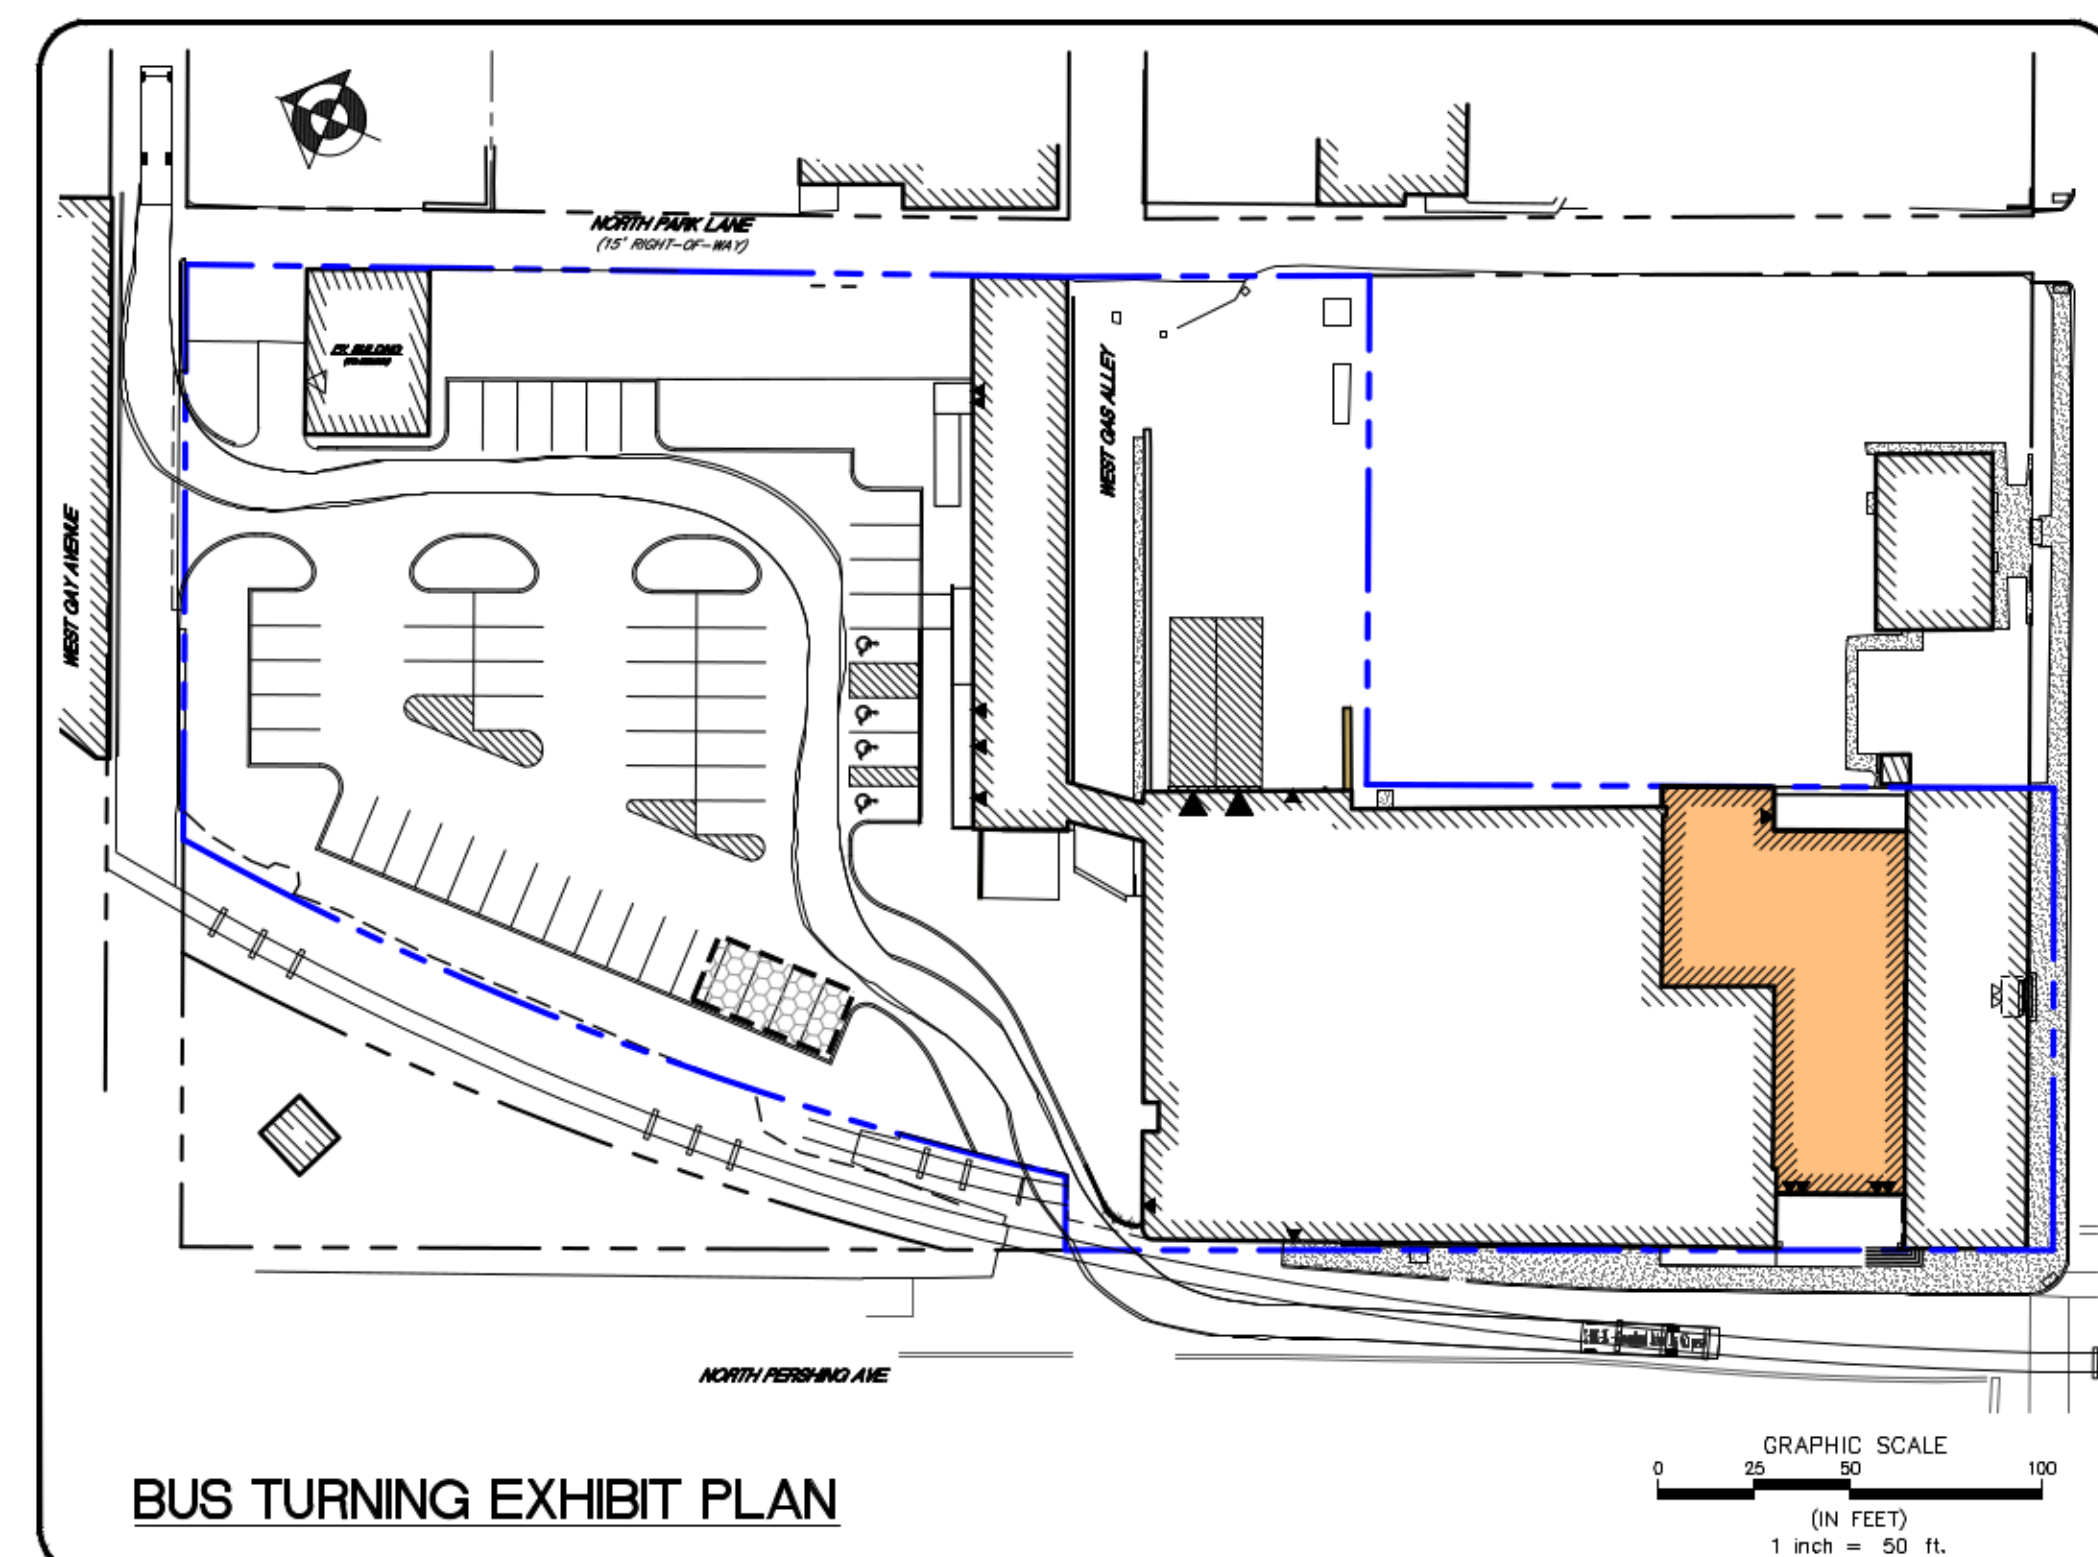 NORTH PARK LANE
(15' RIGHT-OF-WAY)
EX. BUILDING
WEST GAS ALLEY
WEST GAY AVENUE
NORTH PERSHING AVE.
BUS TURNING EXHIBIT PLAN
GRAPHIC SCALE
0 25 50 100
(IN FEET)
1 inch = 50 ft.